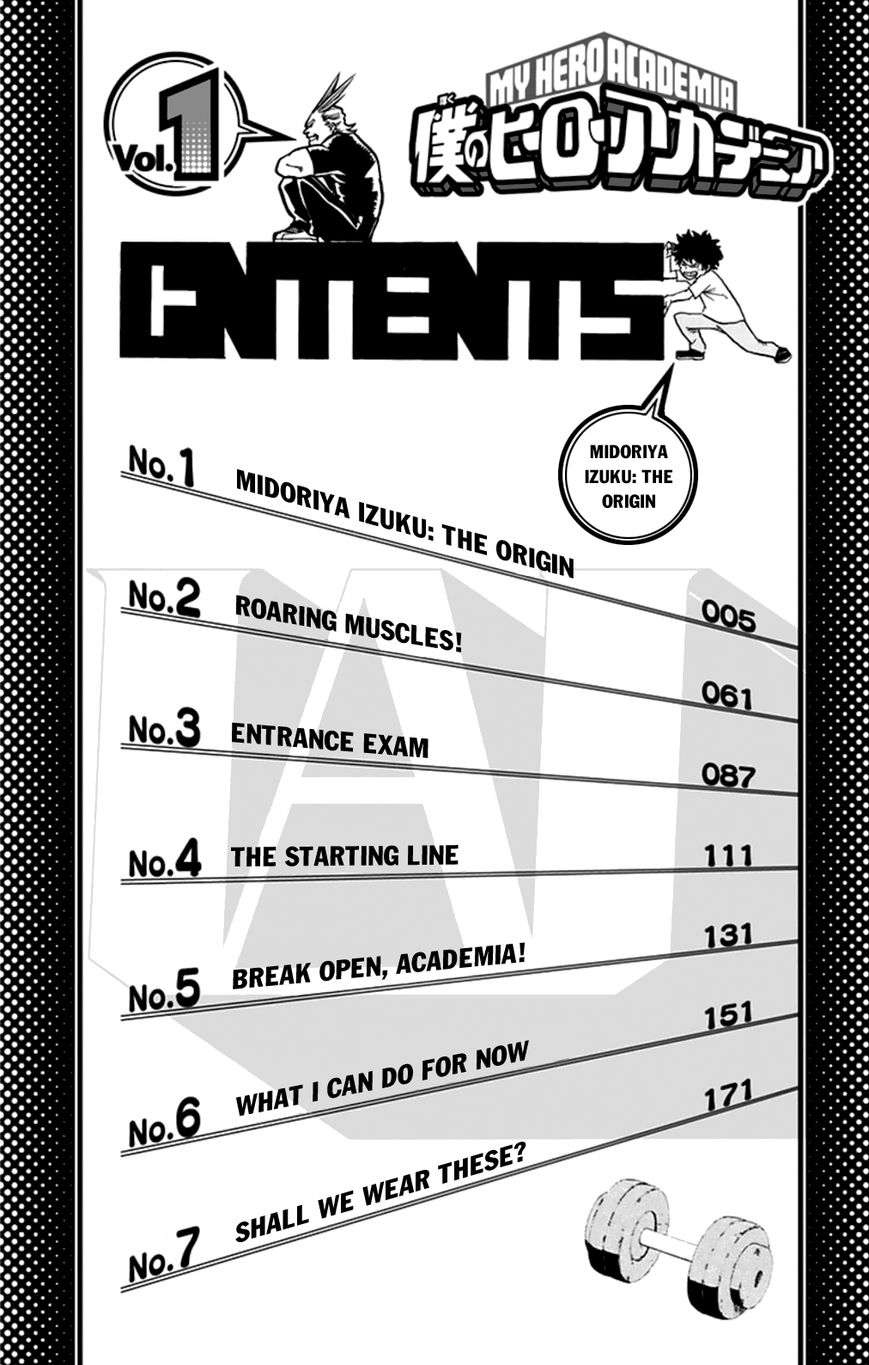 Vol.1
MY HERO ACADEMIA
僕のヒーローアカデミア
ぼく
CONTENTS
MIDORIYA
IZUKU: THE
ORIGIN
No.1 MIDORIYA IZUKU: THE ORIGIN 005
No.2 ROARING MUSCLES! 061
No.3 ENTRANCE EXAM 087
No.4 THE STARTING LINE 111
No.5 BREAK OPEN, ACADEMIA! 131
No.6 WHAT I CAN DO FOR NOW 151
No.7 SHALL WE WEAR THESE? 171
UA